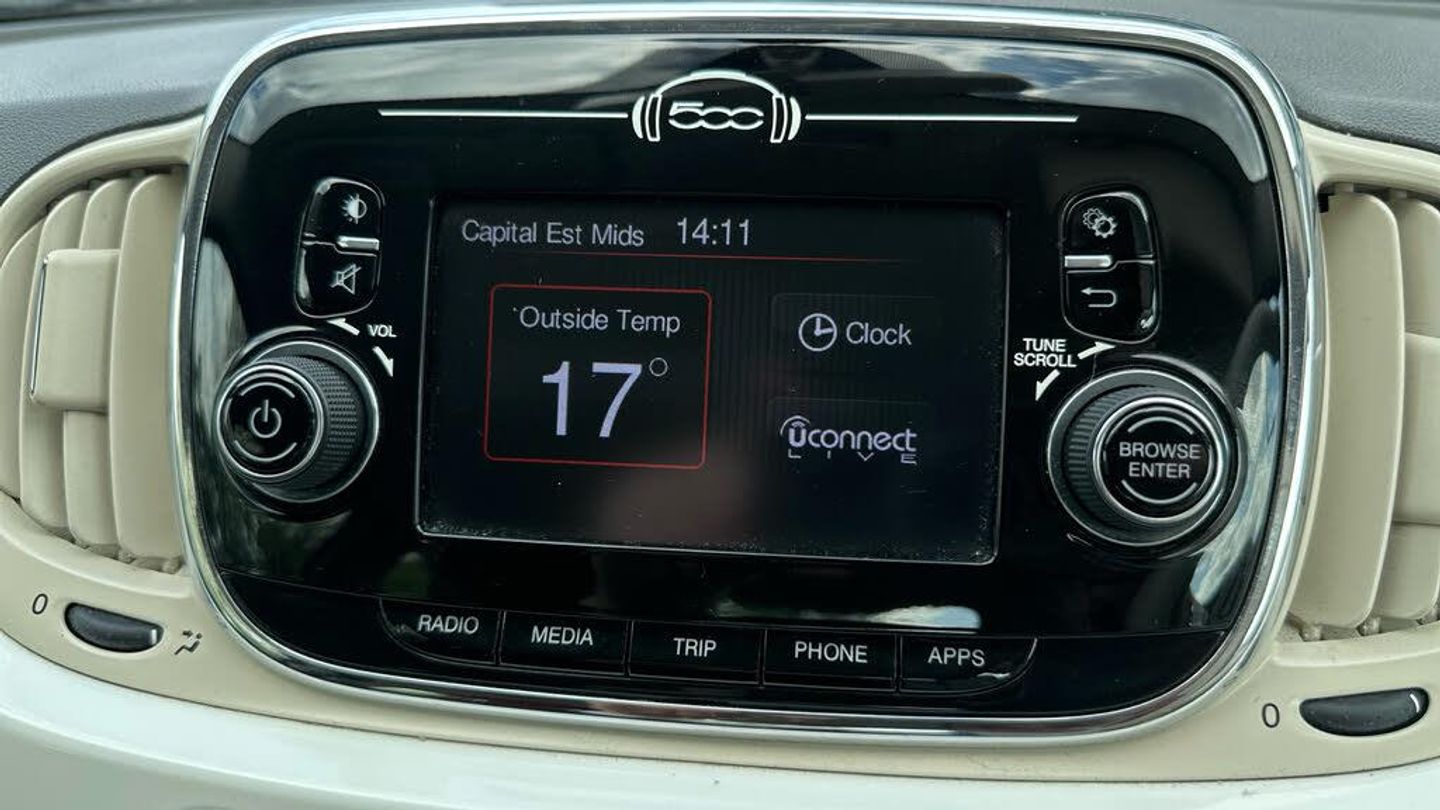 500
Capital Est Mids 14:11
Outside Temp
17°
Clock
uconnect
LIVE
VOL
TUNE
SCROLL
BROWSE
ENTER
RADIO
MEDIA
TRIP
PHONE
APPS
0
0